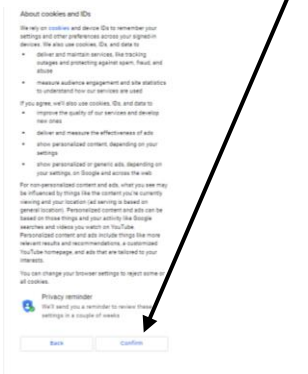 About cookies and IDs
We rely on cookies and device IDs to remember your
settings and other preferences across your signed-in
devices. We also use cookies, IDs, and data to
• deliver and maintain services, like tracking
outages and protecting against spam, fraud, and
abuse
• measure audience engagement and site statistics
to understand how our services are used
If you agree, we'll also use cookies, IDs, and data to
• improve the quality of our services and develop
new ones
• deliver and measure the effectiveness of ads
• show personalized content, depending on your
settings
• show personalized or generic ads, depending on
your settings, on Google and across the web
For non-personalized content and ads, what you see may
be influenced by things like the content you're currently
viewing and your location (ad serving is based on
general location). Personalized content and ads can be
based on those things and your activity like Google
searches and videos you watch on YouTube.
Personalized content and ads include things like more
relevant results and recommendations, a customized
YouTube homepage, and ads that are tailored to your
interests.
You can change your browser settings to reject some or
all cookies.
Privacy reminder
We'll send you a reminder to review these
settings in a couple of weeks
Back Confirm